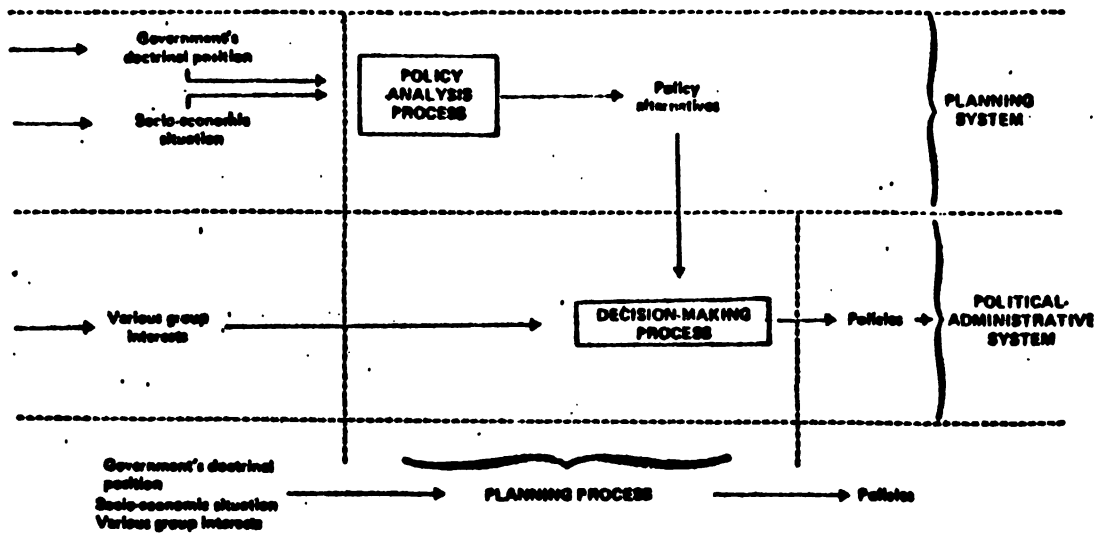 Government's
doctrinal position
Socio-economic
situation
POLICY
ANALYSIS
PROCESS
Policy
alternatives
PLANNING
SYSTEM
Various group
interests
DECISION-MAKING
PROCESS
Policies
POLITICAL-
ADMINISTRATIVE
SYSTEM
Government's doctrinal
position
Socio-economic situation
Various group interests
PLANNING PROCESS
Policies